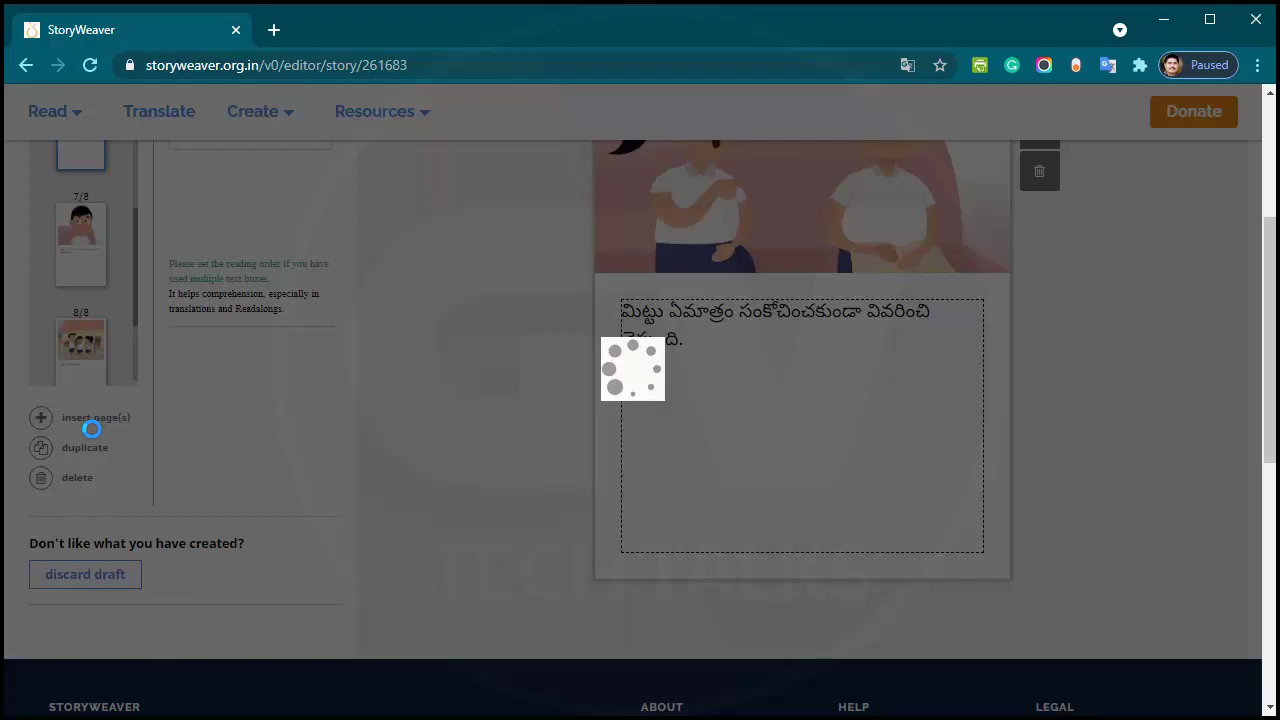 StoryWeaver
storyweaver.org.in/v0/editor/story/261683
Paused
Read
Translate
Create
Resources
Donate
7/8
8/8
insert page(s)
duplicate
delete
Please set the reading order if you have
used multiple text boxes.
It helps comprehension, especially in
translations and Readalongs.
మిట్టు ఏమాత్రం సంకోచించకుండా వివరించి
Don't like what you have created?
discard draft
TECH TALKS
STORYWEAVER
ABOUT
HELP
LEGAL